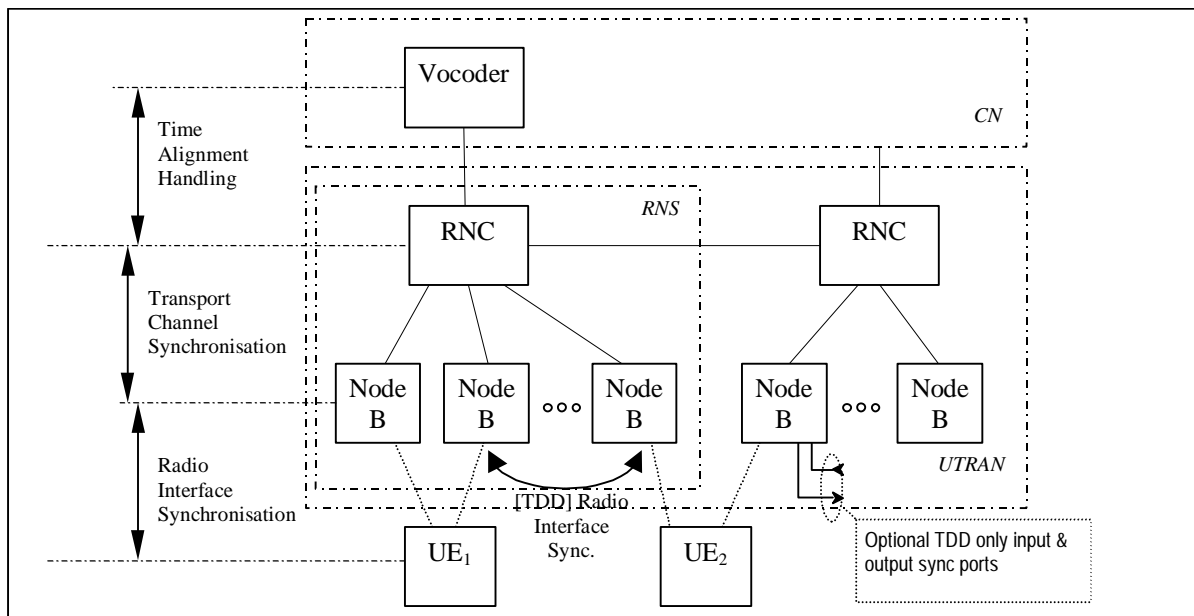 Vocoder
CN
Time
Alignment
Handling
RNS
RNC
RNC
Transport
Channel
Synchronisation
Node
B
Node
B
Node
B
Node
B
Node
B
UTRAN
Radio
Interface
Synchronisation
[TDD] Radio
Interface
Sync.
UE1
UE2
Optional TDD only input &
output sync ports